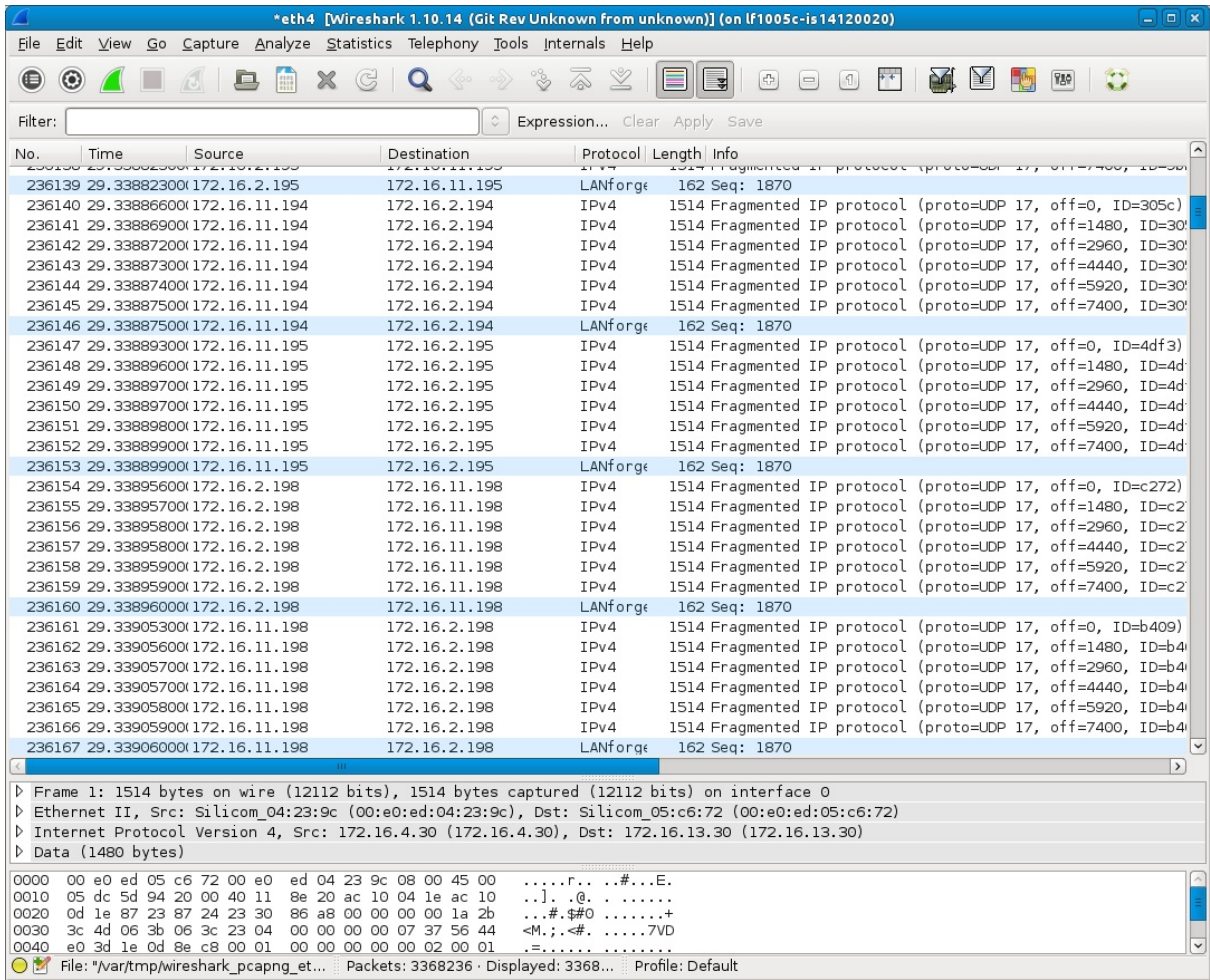 *eth4 [Wireshark 1.10.14 (Git Rev Unknown from unknown)] (on lf1005c-is14120020)
File Edit View Go Capture Analyze Statistics Telephony Tools Internals Help
Filter: Expression... Clear Apply Save
No. Time Source Destination Protocol Length Info
236139 29.33882300( 172.16.2.195 172.16.11.195 LANforge 162 Seq: 1870
236140 29.33886600( 172.16.11.194 172.16.2.194 IPv4 1514 Fragmented IP protocol (proto=UDP 17, off=0, ID=305c)
236141 29.33886900( 172.16.11.194 172.16.2.194 IPv4 1514 Fragmented IP protocol (proto=UDP 17, off=1480, ID=30
236142 29.33887200( 172.16.11.194 172.16.2.194 IPv4 1514 Fragmented IP protocol (proto=UDP 17, off=2960, ID=30
236143 29.33887300( 172.16.11.194 172.16.2.194 IPv4 1514 Fragmented IP protocol (proto=UDP 17, off=4440, ID=30
236144 29.33887400( 172.16.11.194 172.16.2.194 IPv4 1514 Fragmented IP protocol (proto=UDP 17, off=5920, ID=30
236145 29.33887500( 172.16.11.194 172.16.2.194 IPv4 1514 Fragmented IP protocol (proto=UDP 17, off=7400, ID=30
236146 29.33887500( 172.16.11.194 172.16.2.194 LANforge 162 Seq: 1870
236147 29.33889300( 172.16.11.195 172.16.2.195 IPv4 1514 Fragmented IP protocol (proto=UDP 17, off=0, ID=4df3)
236148 29.33889600( 172.16.11.195 172.16.2.195 IPv4 1514 Fragmented IP protocol (proto=UDP 17, off=1480, ID=4d
236149 29.33889700( 172.16.11.195 172.16.2.195 IPv4 1514 Fragmented IP protocol (proto=UDP 17, off=2960, ID=4d
236150 29.33889700( 172.16.11.195 172.16.2.195 IPv4 1514 Fragmented IP protocol (proto=UDP 17, off=4440, ID=4d
236151 29.33889800( 172.16.11.195 172.16.2.195 IPv4 1514 Fragmented IP protocol (proto=UDP 17, off=5920, ID=4d
236152 29.33889900( 172.16.11.195 172.16.2.195 IPv4 1514 Fragmented IP protocol (proto=UDP 17, off=7400, ID=4d
236153 29.33889900( 172.16.11.195 172.16.2.195 LANforge 162 Seq: 1870
236154 29.33895600( 172.16.2.198 172.16.11.198 IPv4 1514 Fragmented IP protocol (proto=UDP 17, off=0, ID=c272)
236155 29.33895700( 172.16.2.198 172.16.11.198 IPv4 1514 Fragmented IP protocol (proto=UDP 17, off=1480, ID=c2
236156 29.33895800( 172.16.2.198 172.16.11.198 IPv4 1514 Fragmented IP protocol (proto=UDP 17, off=2960, ID=c2
236157 29.33895800( 172.16.2.198 172.16.11.198 IPv4 1514 Fragmented IP protocol (proto=UDP 17, off=4440, ID=c2
236158 29.33895900( 172.16.2.198 172.16.11.198 IPv4 1514 Fragmented IP protocol (proto=UDP 17, off=5920, ID=c2
236159 29.33895900( 172.16.2.198 172.16.11.198 IPv4 1514 Fragmented IP protocol (proto=UDP 17, off=7400, ID=c2
236160 29.33896000( 172.16.2.198 172.16.11.198 LANforge 162 Seq: 1870
236161 29.33905300( 172.16.11.198 172.16.2.198 IPv4 1514 Fragmented IP protocol (proto=UDP 17, off=0, ID=b409)
236162 29.33905600( 172.16.11.198 172.16.2.198 IPv4 1514 Fragmented IP protocol (proto=UDP 17, off=1480, ID=b4
236163 29.33905700( 172.16.11.198 172.16.2.198 IPv4 1514 Fragmented IP protocol (proto=UDP 17, off=2960, ID=b4
236164 29.33905700( 172.16.11.198 172.16.2.198 IPv4 1514 Fragmented IP protocol (proto=UDP 17, off=4440, ID=b4
236165 29.33905800( 172.16.11.198 172.16.2.198 IPv4 1514 Fragmented IP protocol (proto=UDP 17, off=5920, ID=b4
236166 29.33905900( 172.16.11.198 172.16.2.198 IPv4 1514 Fragmented IP protocol (proto=UDP 17, off=7400, ID=b4
236167 29.33906000( 172.16.11.198 172.16.2.198 LANforge 162 Seq: 1870
Frame 1: 1514 bytes on wire (12112 bits), 1514 bytes captured (12112 bits) on interface 0
Ethernet II, Src: Silicom_04:23:9c (00:e0:ed:04:23:9c), Dst: Silicom_05:c6:72 (00:e0:ed:05:c6:72)
Internet Protocol Version 4, Src: 172.16.4.30 (172.16.4.30), Dst: 172.16.13.30 (172.16.13.30)
Data (1480 bytes)
0000 00 e0 ed 05 c6 72 00 e0 ed 04 23 9c 08 00 45 00 .....r.. ..#...E.
0010 05 dc 5d 94 20 00 40 11 8e 20 ac 10 04 1e ac 10 ..]. .@. . ......
0020 0d 1e 87 23 87 24 23 30 86 a8 00 00 00 00 1a 2b ...#.$#0 .......+
0030 3c 4d 06 3b 06 3c 23 04 00 00 00 00 07 37 56 44 <M.;.<#. .....7VD
0040 e0 3d 1e 0d 8e c8 00 01 00 00 00 00 02 00 01 .=...... .......
File: "/var/tmp/wireshark_pcapng_et... Packets: 3368236 · Displayed: 3368... Profile: Default